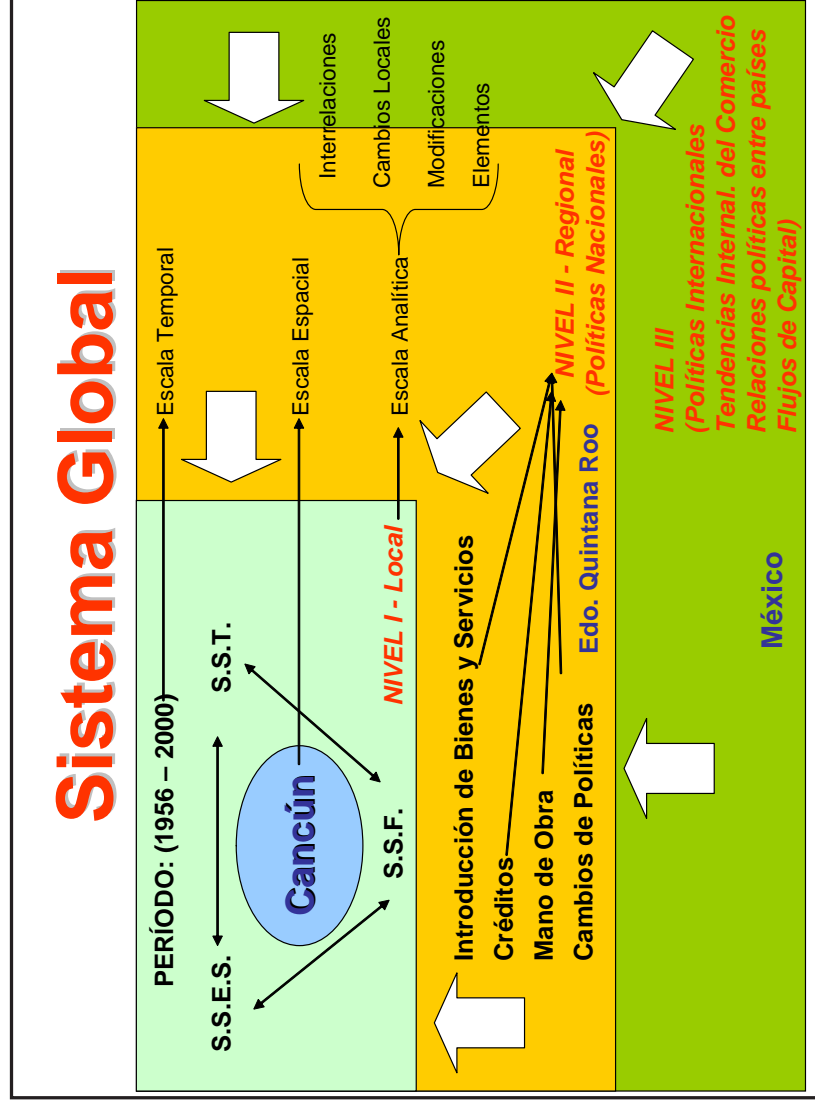 Sistema Global
PERÍODO: (1956 – 2000)
Escala Temporal
S.S.E.S.
S.S.T.
Cancún
Escala Espacial
S.S.F.
NIVEL I - Local
Escala Analítica
Interrelaciones
Cambios Locales
Modificaciones
Elementos
Introducción de Bienes y Servicios
Créditos
Mano de Obra
Cambios de Políticas
Edo. Quintana Roo
NIVEL II - Regional
(Políticas Nacionales)
México
NIVEL III
(Políticas Internacionales
Tendencias Internal. del Comercio
Relaciones políticas entre países
Flujos de Capital)